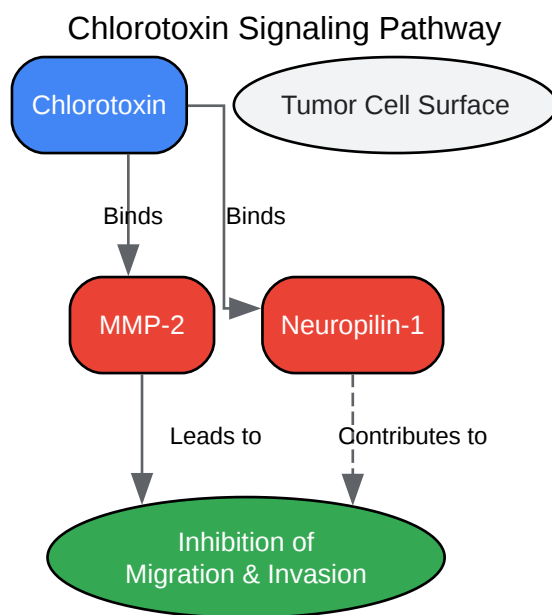 Chlorotoxin Signaling Pathway
Chlorotoxin
Tumor Cell Surface
Binds
Binds
MMP-2
Neuropilin-1
Leads to
Contributes to
Inhibition of
Migration & Invasion